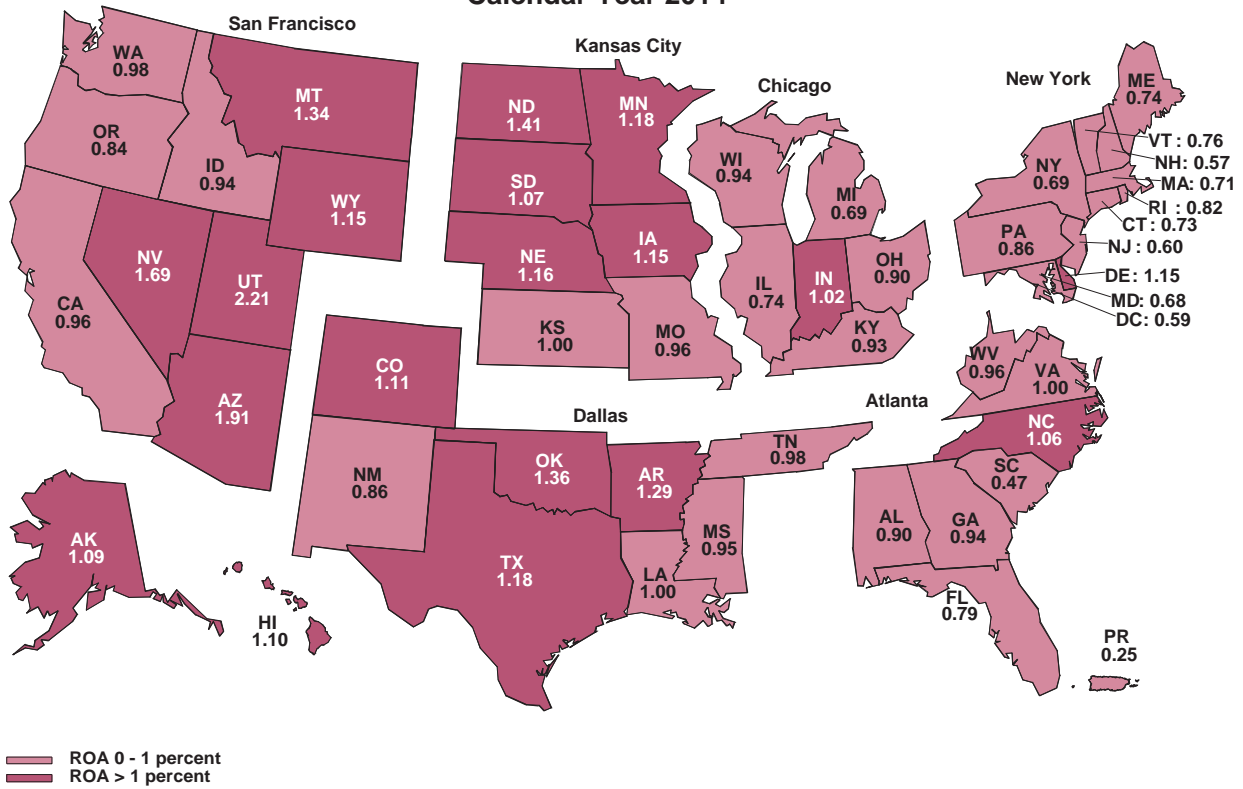 Calendar Year
San Francisco
Kansas City
Chicago
New York
WA
0.98
MT
1.34
ND
1.41
MN
1.18
ME
0.74
OR
0.84
ID
0.94
WY
1.15
SD
1.07
WI
0.94
MI
0.69
NY
0.69
VT : 0.76
NH: 0.57
MA: 0.71
RI : 0.82
CT : 0.73
NJ : 0.60
DE: 1.15
MD: 0.68
DC: 0.59
PA
0.86
NV
1.69
UT
2.21
CA
0.96
NE
1.16
IA
1.15
IL
0.74
IN
1.02
OH
0.90
KS
1.00
MO
0.96
KY
0.93
WV
0.96
VA
1.00
CO
1.11
AZ
1.91
Dallas
Atlanta
NC
1.06
TN
0.98
SC
0.47
NM
0.86
OK
1.36
AR
1.29
MS
0.95
AL
0.90
GA
0.94
AK
1.09
TX
1.18
LA
1.00
FL
0.79
HI
1.10
PR
0.25
ROA 0 - 1 percent
ROA > 1 percent